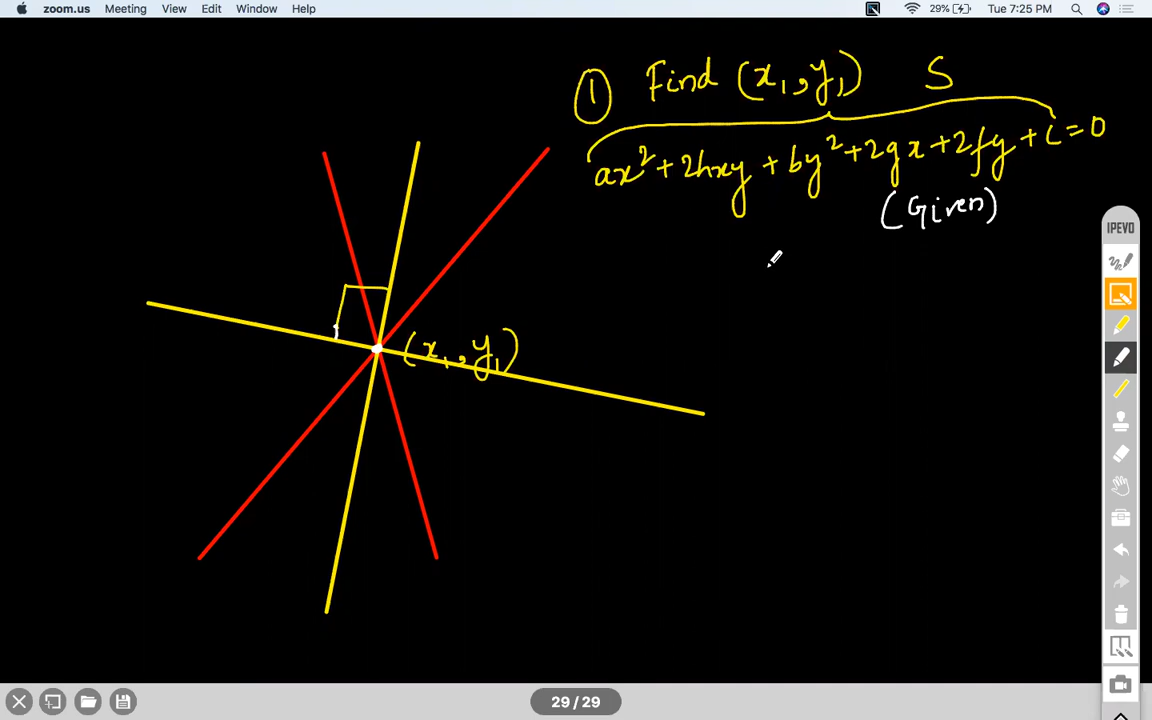 zoom.us Meeting View Edit Window Help 29% Tue 7:25 PM
① Find (x₁,y₁) S
ax²+2hxy+by²+2gx+2fy+c=0
(Given)
IPEVO
(x₁,y₁)
29/29